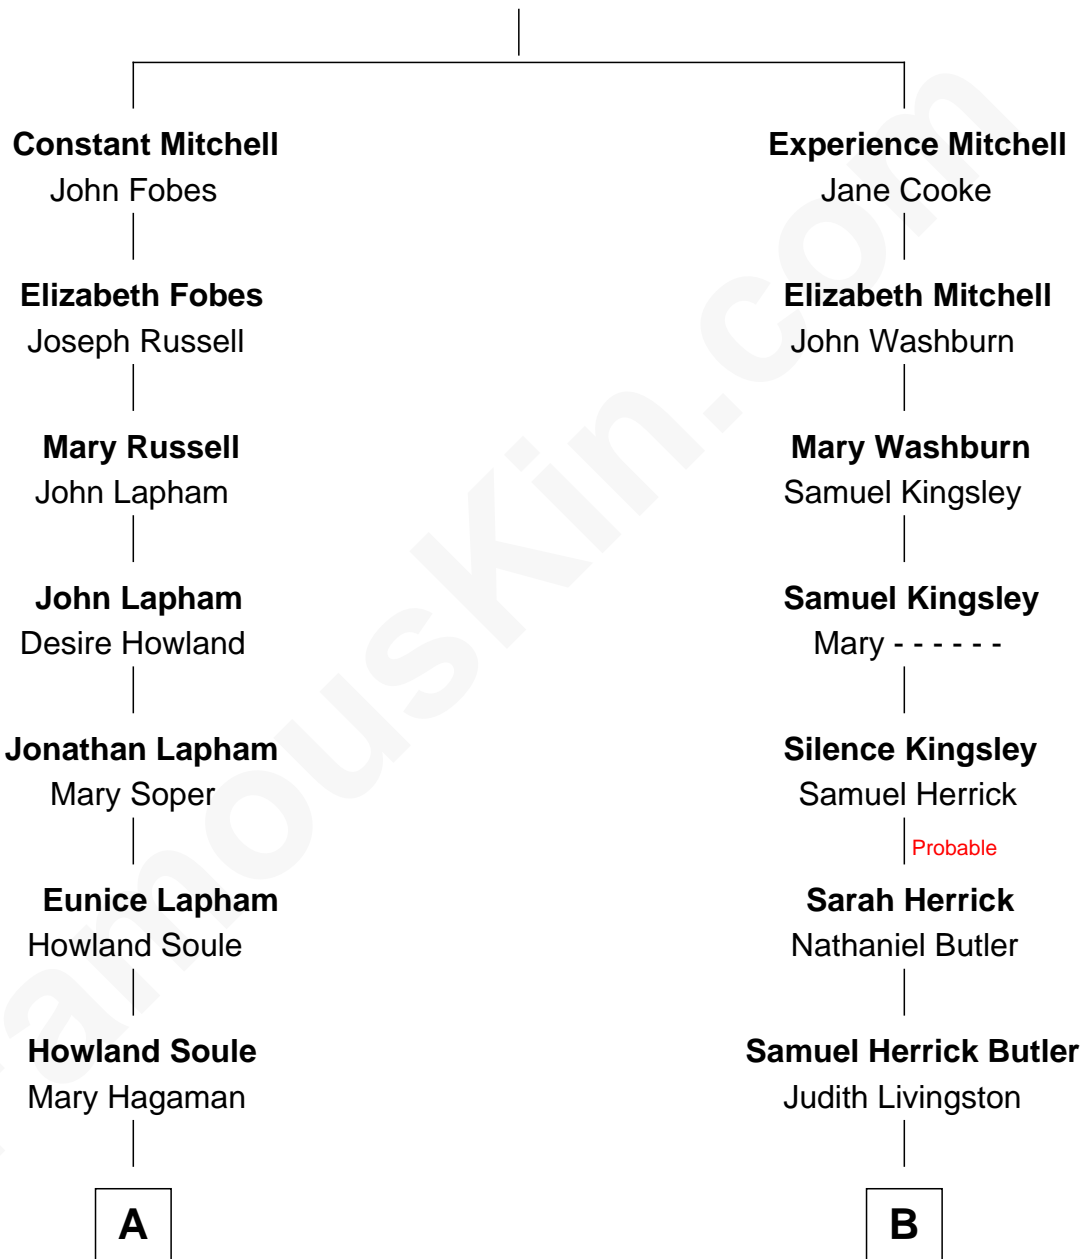 Constant Mitchell
John Fobes
Elizabeth Fobes
Joseph Russell
Mary Russell
John Lapham
John Lapham
Desire Howland
Jonathan Lapham
Mary Soper
Eunice Lapham
Howland Soule
Howland Soule
Mary Hagaman
A
Experience Mitchell
Jane Cooke
Elizabeth Mitchell
John Washburn
Mary Washburn
Samuel Kingsley
Samuel Kingsley
Mary - - - - - -
Silence Kingsley
Samuel Herrick
Probable
Sarah Herrick
Nathaniel Butler
Samuel Herrick Butler
Judith Livingston
B
FamousKin.com